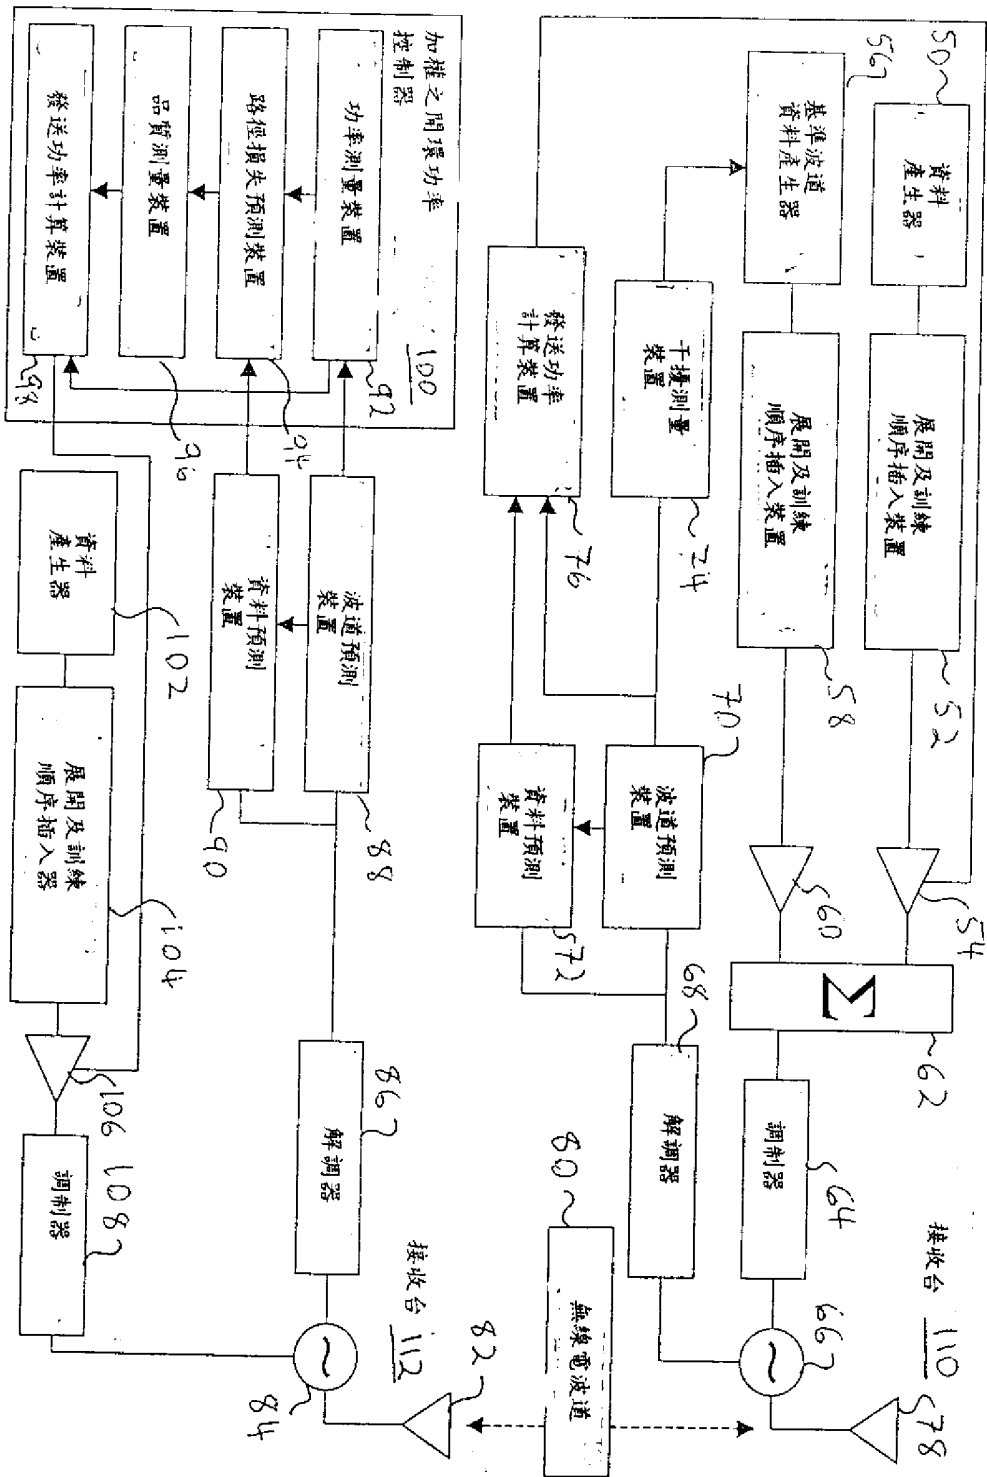 50
資料
產生器
展開及訓練
順序插入裝置
52
54
62
接收台 110
78
56
基準波道
資料產生器
展開及訓練
順序插入裝置
58
60
Σ
調制器
64
66
干擾測量
裝置
74
70
波道預測
裝置
68
解調器
發送功率
計算裝置
76
資料預測
裝置
72
80
無線電波道
加權之開環功率
控制器
100
功率測量裝置
92
波道預測
裝置
88
86
解調器
接收台 112
82
84
路徑損失預測裝置
94
資料預測
裝置
90
品質測量裝置
96
發送功率計算裝置
98
資料
產生器
102
展開及訓練
順序插入器
104
106
調制器
108